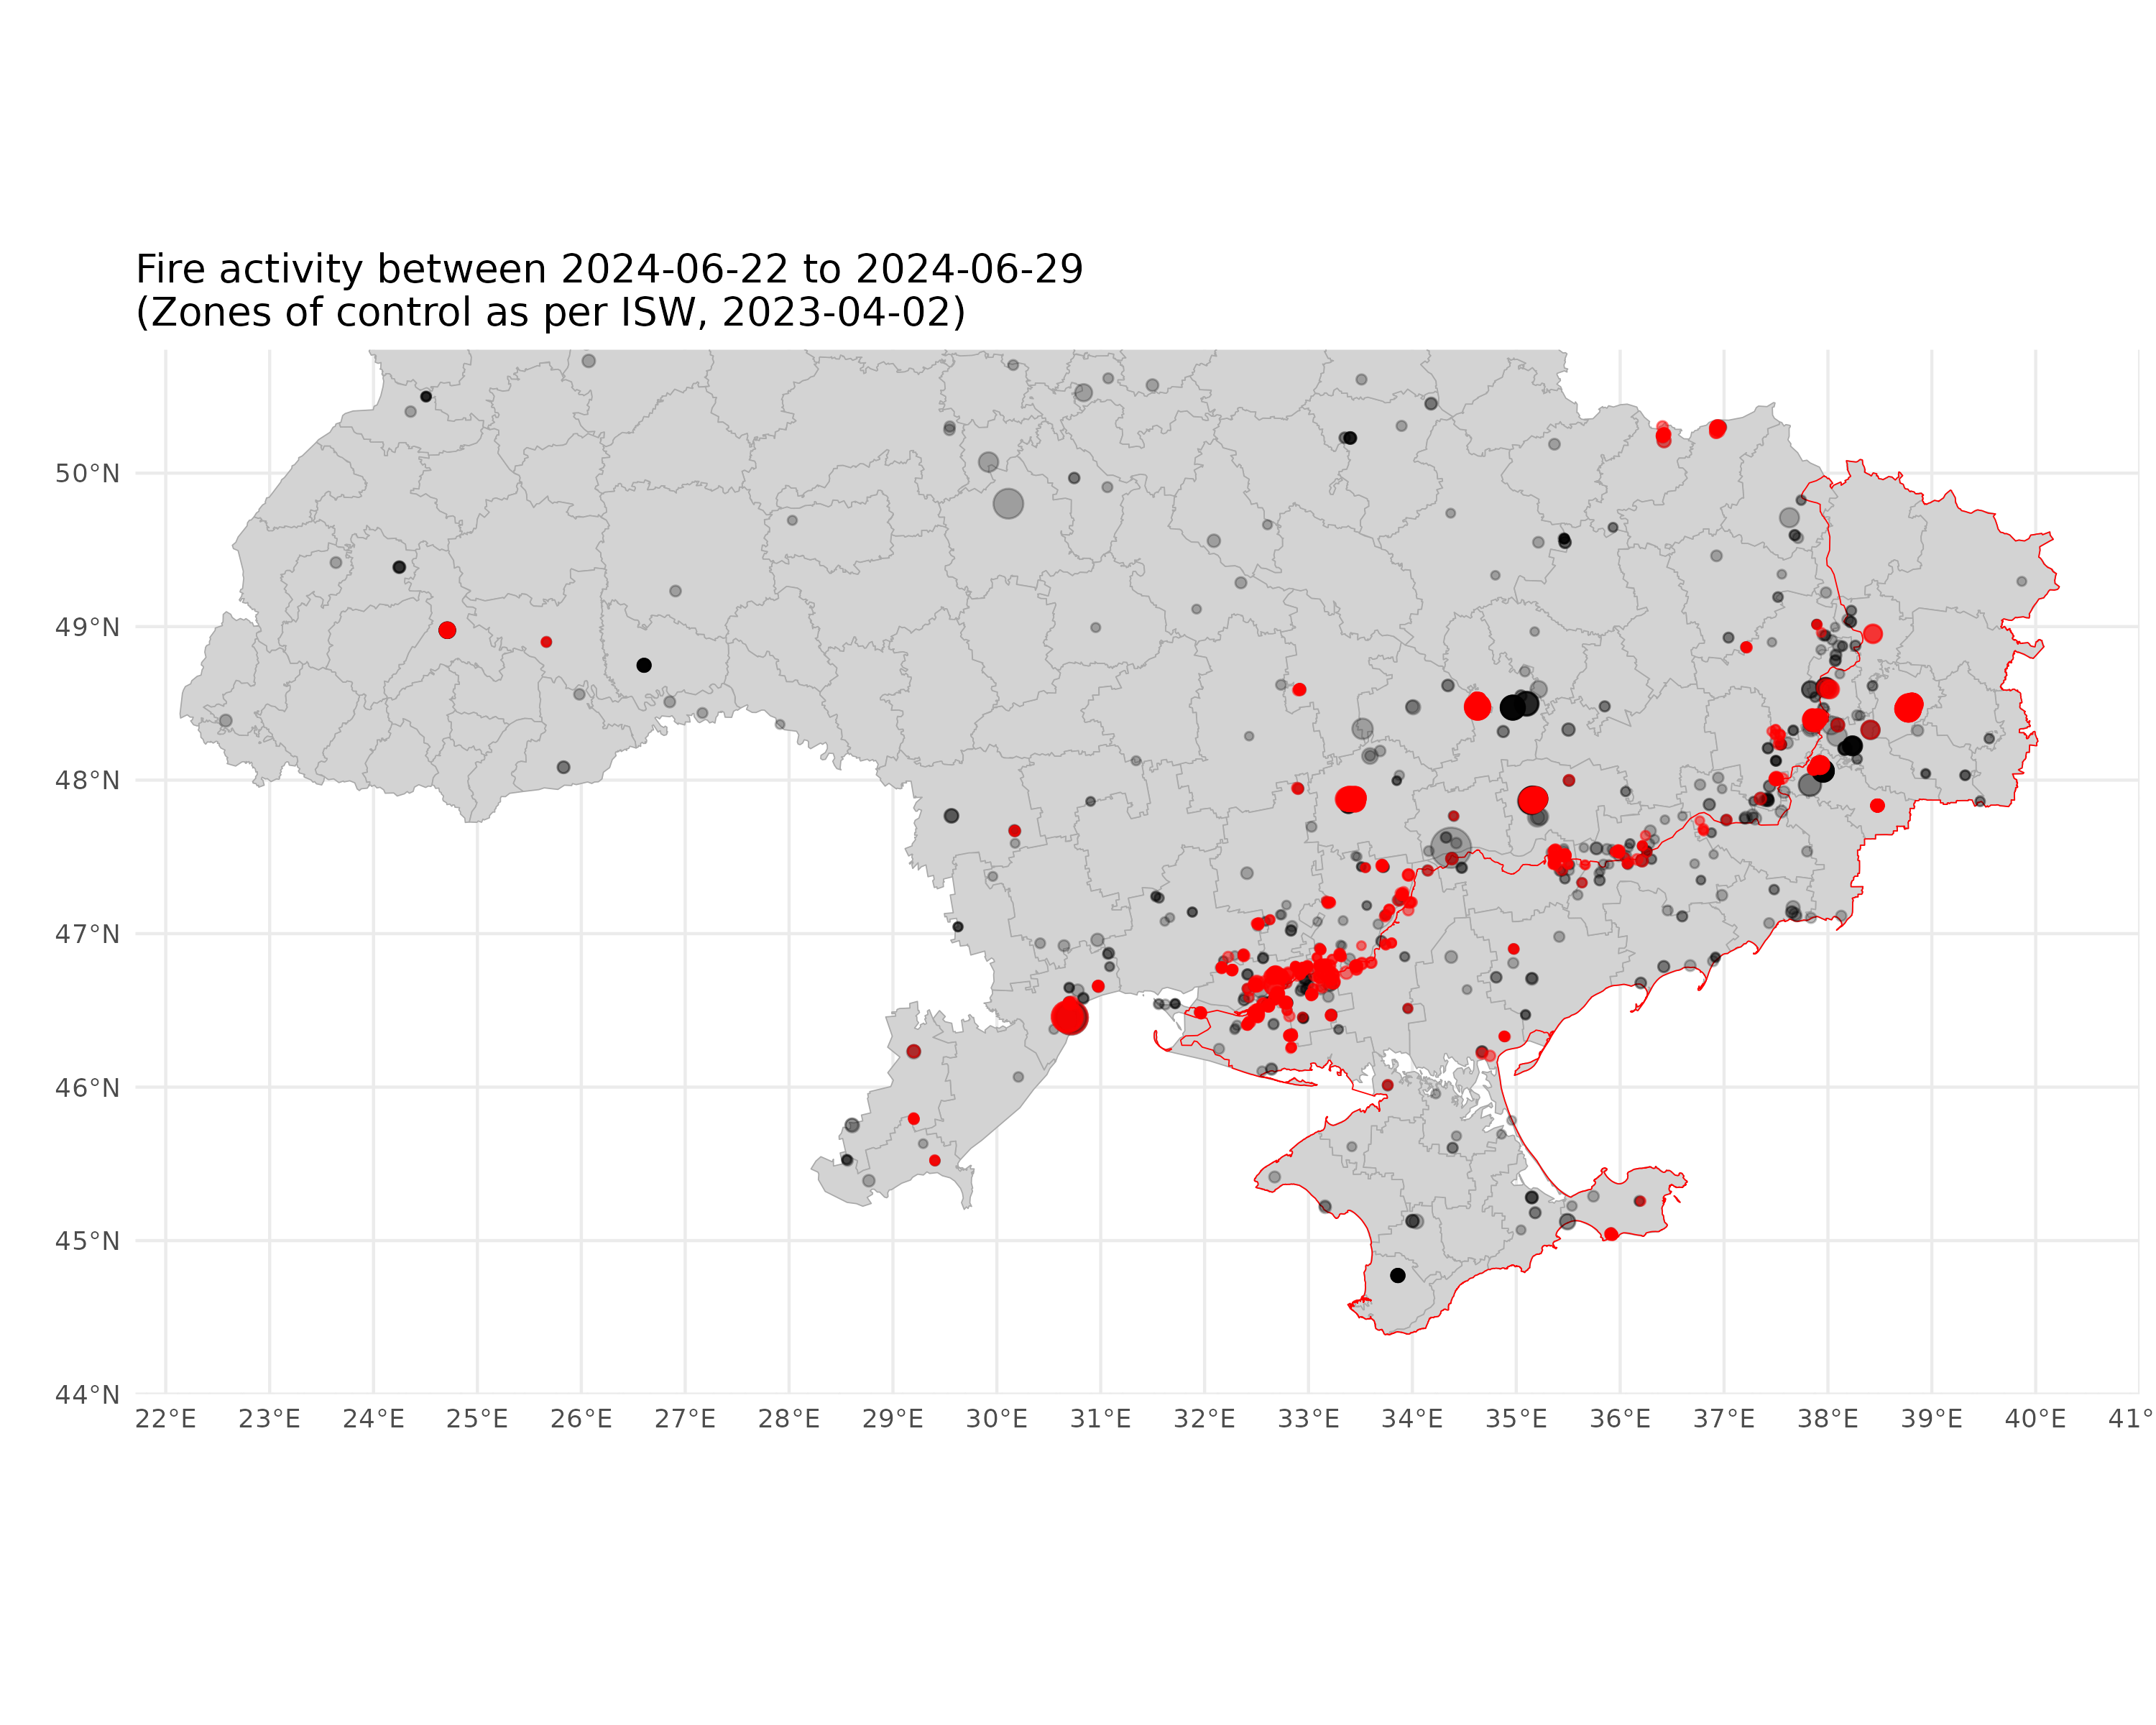 Fire activity between 2024-06-22 to 2024-06-29
(Zones of control as per ISW, 2023-04-02)
50°N
49°N
48°N
47°N
46°N
45°N
44°N
22°E 23°E 24°E 25°E 26°E 27°E 28°E 29°E 30°E 31°E 32°E 33°E 34°E 35°E 36°E 37°E 38°E 39°E 40°E 41°